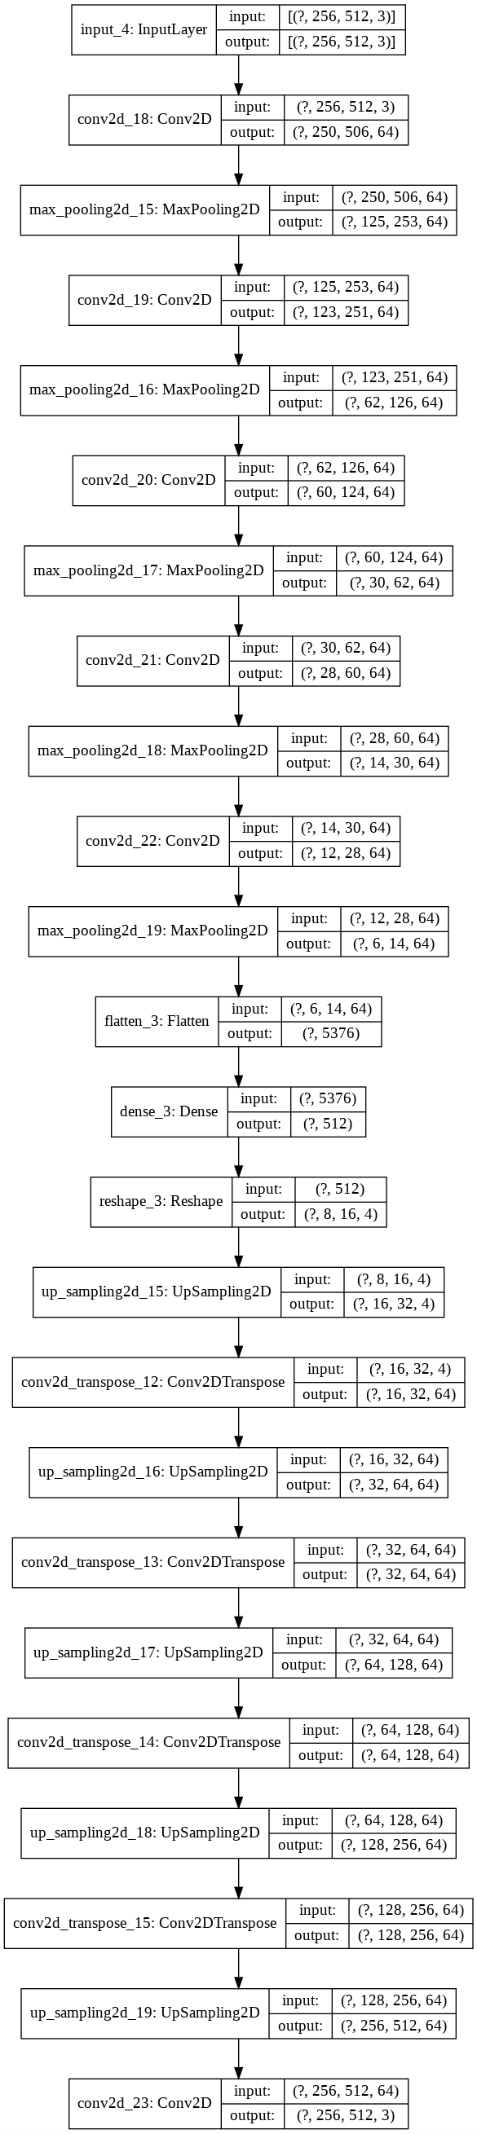 input_4: InputLayer
input: [(?, 256, 512, 3)]
output: [(?, 256, 512, 3)]
conv2d_18: Conv2D
input: (?, 256, 512, 3)
output: (?, 250, 506, 64)
max_pooling2d_15: MaxPooling2D
input: (?, 250, 506, 64)
output: (?, 125, 253, 64)
conv2d_19: Conv2D
input: (?, 125, 253, 64)
output: (?, 123, 251, 64)
max_pooling2d_16: MaxPooling2D
input: (?, 123, 251, 64)
output: (?, 62, 126, 64)
conv2d_20: Conv2D
input: (?, 62, 126, 64)
output: (?, 60, 124, 64)
max_pooling2d_17: MaxPooling2D
input: (?, 60, 124, 64)
output: (?, 30, 62, 64)
conv2d_21: Conv2D
input: (?, 30, 62, 64)
output: (?, 28, 60, 64)
max_pooling2d_18: MaxPooling2D
input: (?, 28, 60, 64)
output: (?, 14, 30, 64)
conv2d_22: Conv2D
input: (?, 14, 30, 64)
output: (?, 12, 28, 64)
max_pooling2d_19: MaxPooling2D
input: (?, 12, 28, 64)
output: (?, 6, 14, 64)
flatten_3: Flatten
input: (?, 6, 14, 64)
output: (?, 5376)
dense_3: Dense
input: (?, 5376)
output: (?, 512)
reshape_3: Reshape
input: (?, 512)
output: (?, 8, 16, 4)
up_sampling2d_15: UpSampling2D
input: (?, 8, 16, 4)
output: (?, 16, 32, 4)
conv2d_transpose_12: Conv2DTranspose
input: (?, 16, 32, 4)
output: (?, 16, 32, 64)
up_sampling2d_16: UpSampling2D
input: (?, 16, 32, 64)
output: (?, 32, 64, 64)
conv2d_transpose_13: Conv2DTranspose
input: (?, 32, 64, 64)
output: (?, 32, 64, 64)
up_sampling2d_17: UpSampling2D
input: (?, 32, 64, 64)
output: (?, 64, 128, 64)
conv2d_transpose_14: Conv2DTranspose
input: (?, 64, 128, 64)
output: (?, 64, 128, 64)
up_sampling2d_18: UpSampling2D
input: (?, 64, 128, 64)
output: (?, 128, 256, 64)
conv2d_transpose_15: Conv2DTranspose
input: (?, 128, 256, 64)
output: (?, 128, 256, 64)
up_sampling2d_19: UpSampling2D
input: (?, 128, 256, 64)
output: (?, 256, 512, 64)
conv2d_23: Conv2D
input: (?, 256, 512, 64)
output: (?, 256, 512, 3)